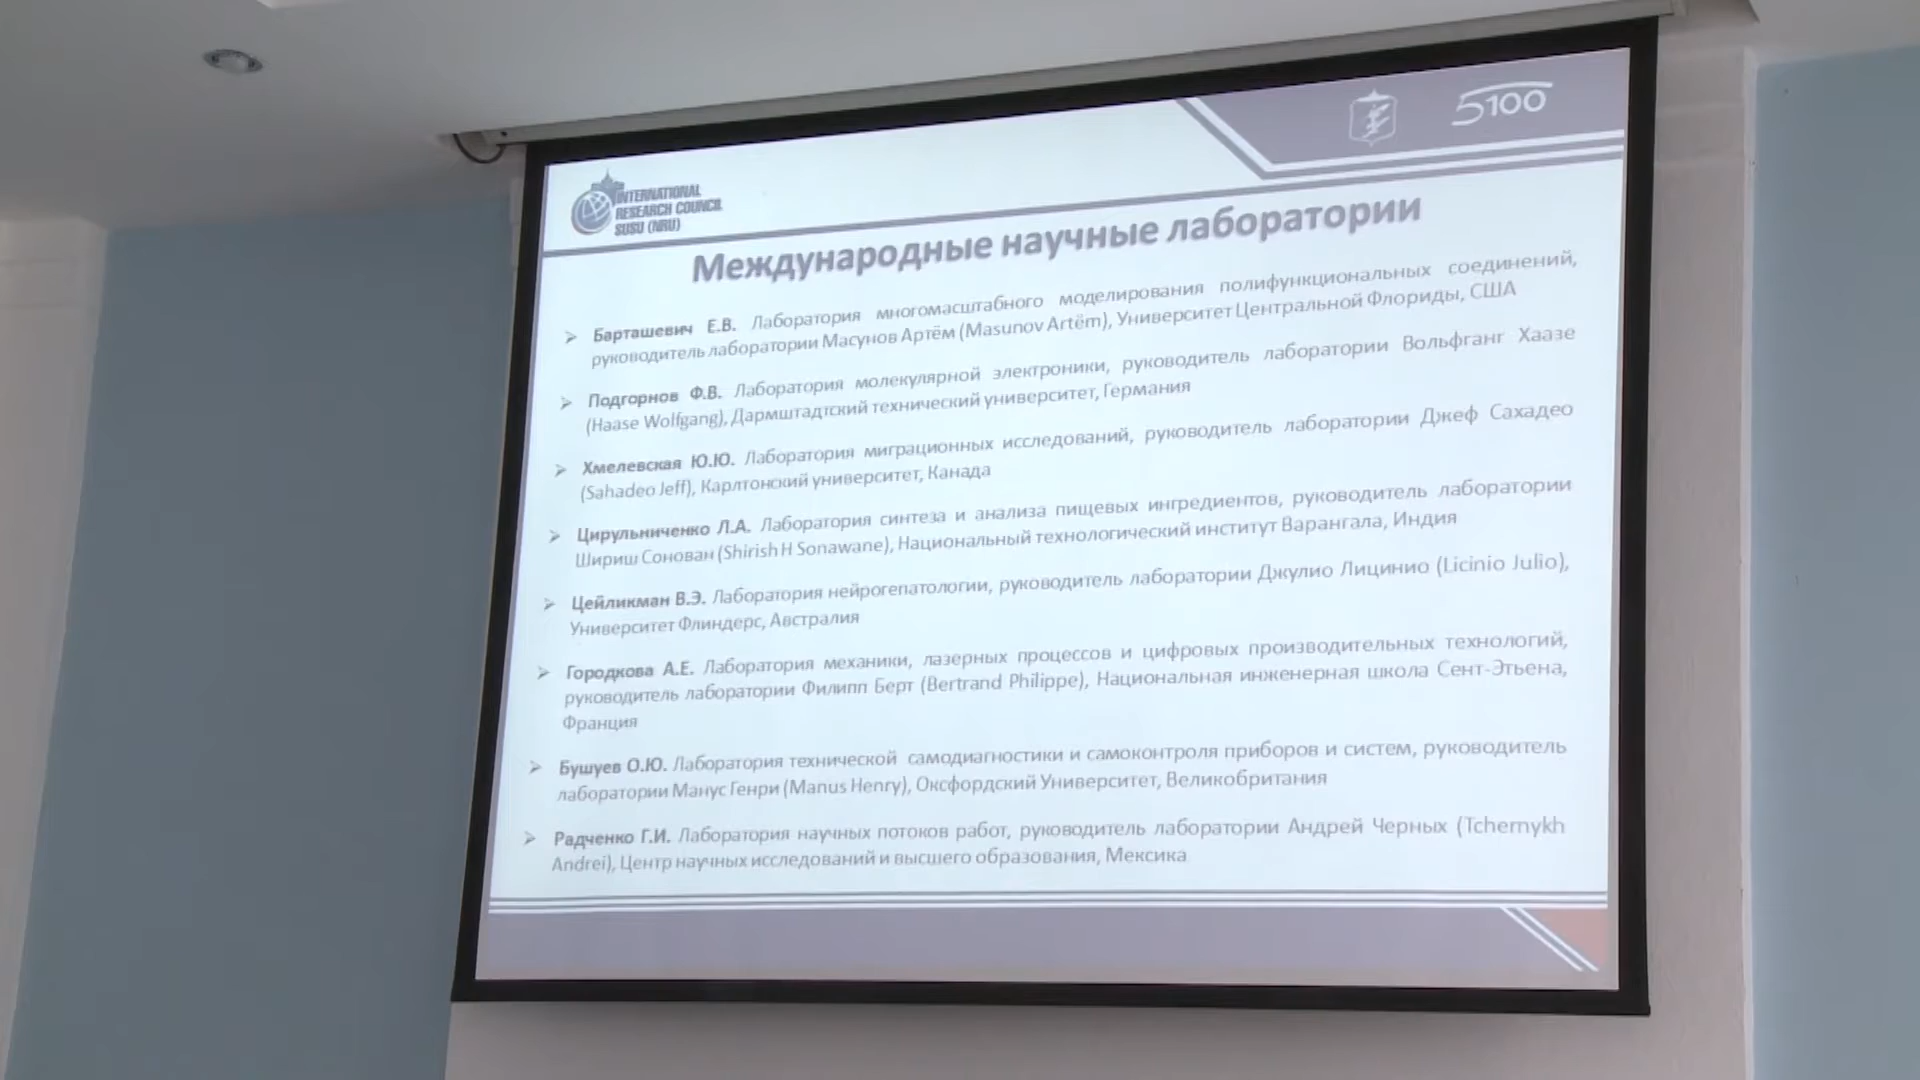 INTERNATIONAL
RESEARCH COUNCIL
SUSU (NRU)
5100
Международные научные лаборатории
Барташевич Е.В. Лаборатория многомасштабного моделирования полифункциональных соединений,
руководитель лаборатории Масунов Артём (Masunov Artëm), Университет Центральной Флориды, США
Подгорнов Ф.В. Лаборатория молекулярной электроники, руководитель лаборатории Вольфганг Хаазе
(Haase Wolfgang), Дармштадтский технический университет, Германия
Хмелевская Ю.Ю. Лаборатория миграционных исследований, руководитель лаборатории Джеф Сахадео
(Sahadeo Jeff), Карлтонский университет, Канада
Цирульниченко Л.А. Лаборатория синтеза и анализа пищевых ингредиентов, руководитель лаборатории
Шириш Сонован (Shirish H Sonawane), Национальный технологический институт Варангала, Индия
Цейликман В.Э. Лаборатория нейрогепатологии, руководитель лаборатории Джулио Лицинио (Licinio Julio),
Университет Флиндерс, Австралия
Городкова А.Е. Лаборатория механики, лазерных процессов и цифровых производительных технологий,
руководитель лаборатории Филипп Берт (Bertrand Philippe), Национальная инженерная школа Сент-Этьена,
Франция
Бушуев О.Ю. Лаборатория технической самодиагностики и самоконтроля приборов и систем, руководитель
лаборатории Манус Генри (Manus Henry), Оксфордский Университет, Великобритания
Радченко Г.И. Лаборатория научных потоков работ, руководитель лаборатории Андрей Черных (Tchernykh
Andrei), Центр научных исследований и высшего образования, Мексика